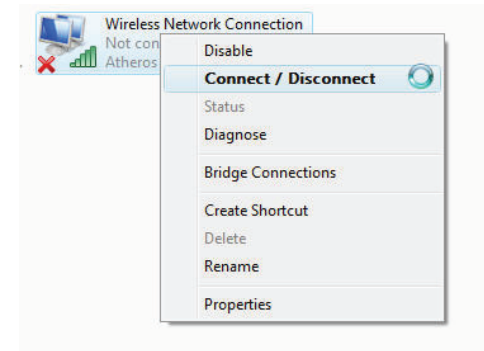 Wireless Network Connection
Not con
Atheros
Disable
Connect / Disconnect
Status
Diagnose
Bridge Connections
Create Shortcut
Delete
Rename
Properties